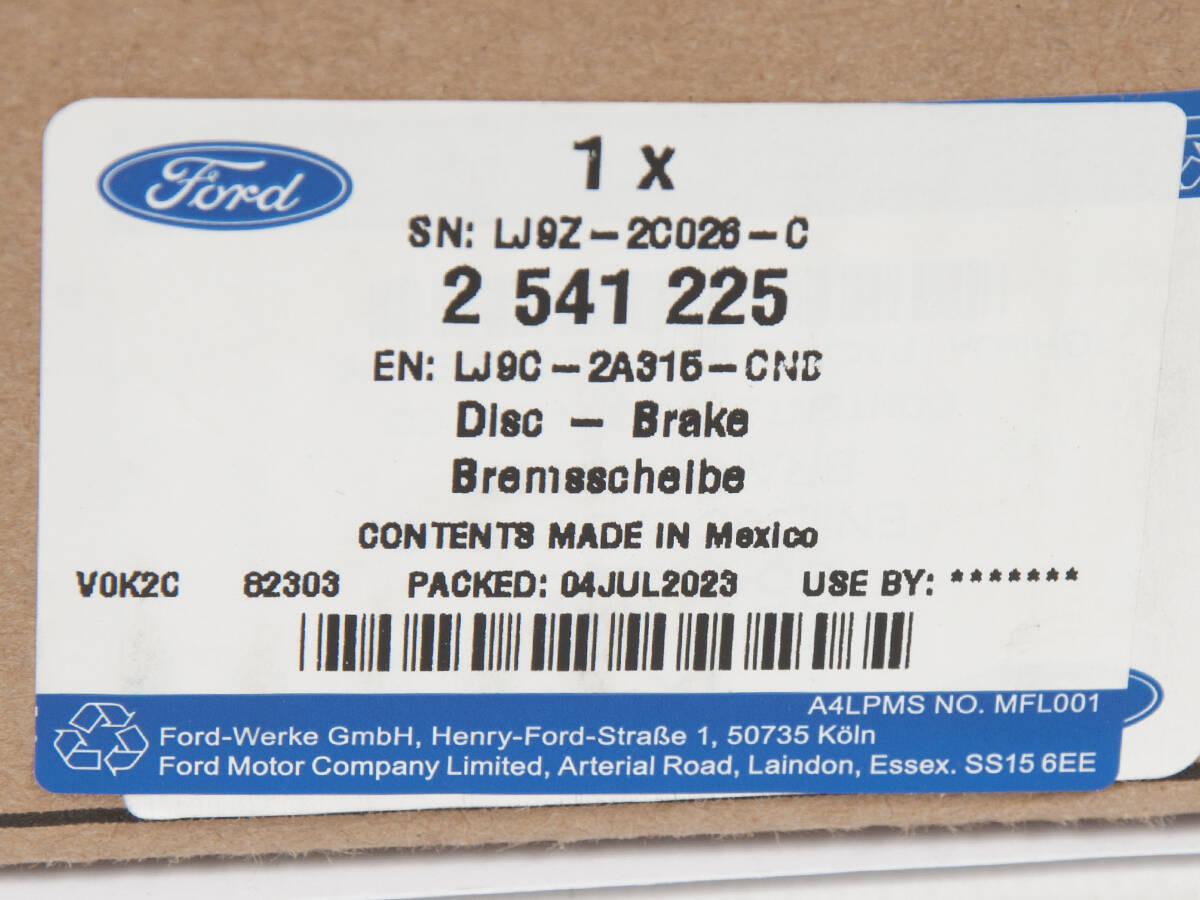 Ford
1 x
SN: LJ9Z-2C026-C
2 541 225
EN: LJ9C-2A315-CNB
Disc - Brake
Bremsscheibe
CONTENTS MADE IN Mexico
V0K2C 82303 PACKED: 04JUL2023 USE BY: *******
A4LPMS NO. MFL001
Ford-Werke GmbH, Henry-Ford-Straße 1, 50735 Köln
Ford Motor Company Limited, Arterial Road, Laindon, Essex. SS15 6EE